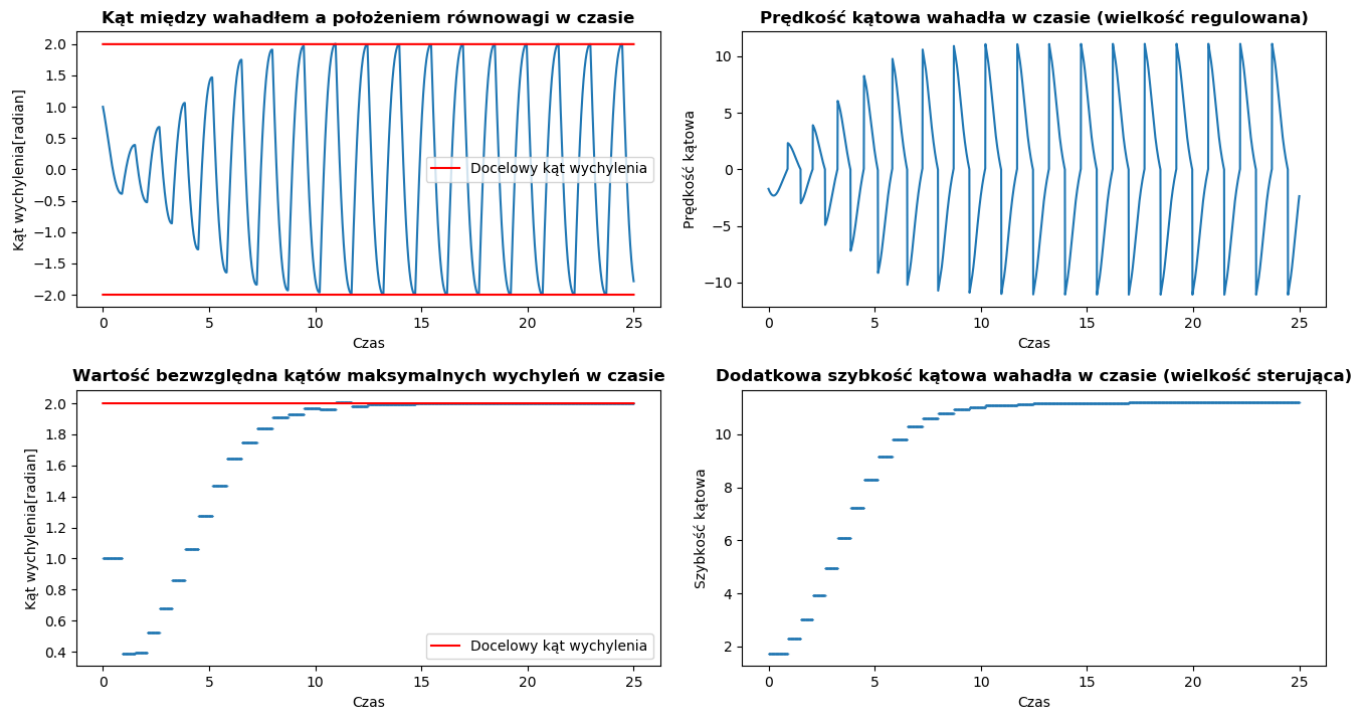 Kąt między wahadłem a położeniem równowagi w czasie
2.0
1.5
1.0
0.5
0.0
−0.5
−1.0
−1.5
−2.0
Kąt wychylenia[radian]
Docelowy kąt wychylenia
0 5 10 15 20 25
Czas
Prędkość kątowa wahadła w czasie (wielkość regulowana)
10
5
0
−5
−10
Prędkość kątowa
0 5 10 15 20 25
Czas
Wartość bezwzględna kątów maksymalnych wychyleń w czasie
2.0
1.8
1.6
1.4
1.2
1.0
0.8
0.6
0.4
Kąt wychylenia[radian]
Docelowy kąt wychylenia
0 5 10 15 20 25
Czas
Dodatkowa szybkość kątowa wahadła w czasie (wielkość sterująca)
10
8
6
4
2
Szybkość kątowa
0 5 10 15 20 25
Czas